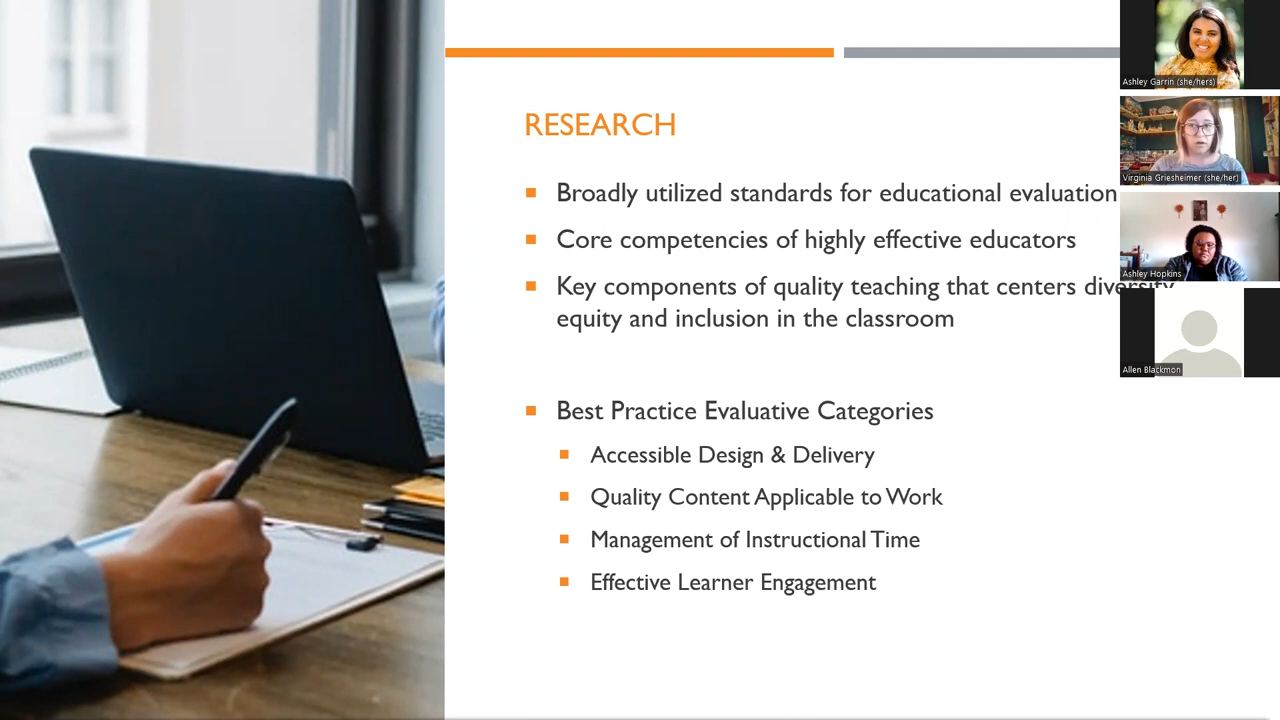 RESEARCH
Broadly utilized standards for educational evaluation
Core competencies of highly effective educators
Key components of quality teaching that centers diversity
equity and inclusion in the classroom
Best Practice Evaluative Categories
Accessible Design & Delivery
Quality Content Applicable to Work
Management of Instructional Time
Effective Learner Engagement
Ashley Garrin (she/hers)
Virginia Griesheimer (she/her)
Ashley Hopkins
Allen Blackmon